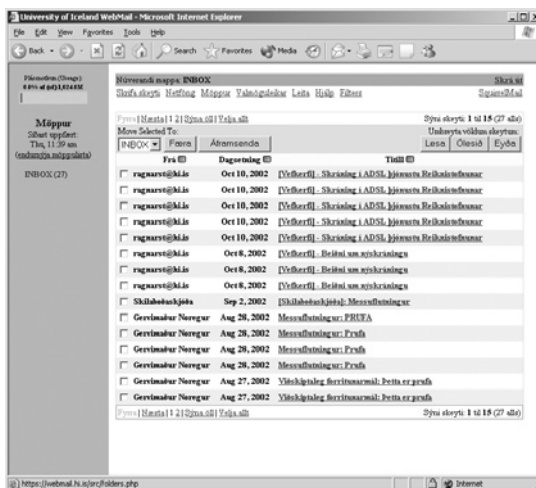 University of Iceland WebMail - Microsoft Internet Explorer
File Edit View Favorites Tools Help
Back Search Favorites Media
Núverandi mappa: INBOX Skrá út
Skrifa skeyti Netföng Möppur Valmöguleikar Leita Hjálp Filters SquirrelMail
Möppur
Síðast uppfært:
Thu, 11:39 am
(endurnýja möppulista)
INBOX (27)
Fyrra | Næsta | 1 2 | Sýna öll | Velja allt Sýni skeyti: 1 til 15 (27 alls)
Move Selected To: Umbreyta völdum skeytum:
INBOX Færa Áframsenda Lesa Ólesið Eyða
Frá Dagsetning Titill
ragnarst@hi.is Oct 10, 2002 [Vefkerfi] - Skráning í ADSL þjónustu Reiknistofnunar
ragnarst@hi.is Oct 10, 2002 [Vefkerfi] - Skráning í ADSL þjónustu Reiknistofnunar
ragnarst@hi.is Oct 10, 2002 [Vefkerfi] - Skráning í ADSL þjónustu Reiknistofnunar
ragnarst@hi.is Oct 10, 2002 [Vefkerfi] - Skráning í ADSL þjónustu Reiknistofnunar
ragnarst@hi.is Oct 10, 2002 [Vefkerfi] - Skráning í ADSL þjónustu Reiknistofnunar
ragnarst@hi.is Oct 8, 2002 [Vefkerfi] - Beiðni um nýskráningu
ragnarst@hi.is Oct 8, 2002 [Vefkerfi] - Beiðni um nýskráningu
ragnarst@hi.is Oct 8, 2002 [Vefkerfi] - Beiðni um nýskráningu
Skilaboðaskjóða Sep 2, 2002 [Skilaboðaskjóða]: Messuflutningur
Gervimaður Noregur Aug 28, 2002 Messuflutningur: PRUFA
Gervimaður Noregur Aug 28, 2002 Messuflutningur: Prufa
Gervimaður Noregur Aug 28, 2002 Messuflutningur: Prufa
Gervimaður Noregur Aug 28, 2002 Messuflutningur: Prufa
Gervimaður Noregur Aug 27, 2002 Viðskiptaleg forritunarmál: Þetta er prufa
Gervimaður Noregur Aug 27, 2002 Viðskiptaleg forritunarmál: Þetta er prufa
Fyrra | Næsta | 1 2 | Sýna öll | Velja allt Sýni skeyti: 1 til 15 (27 alls)
https://webmail.hi.is/src/folders.php Internet